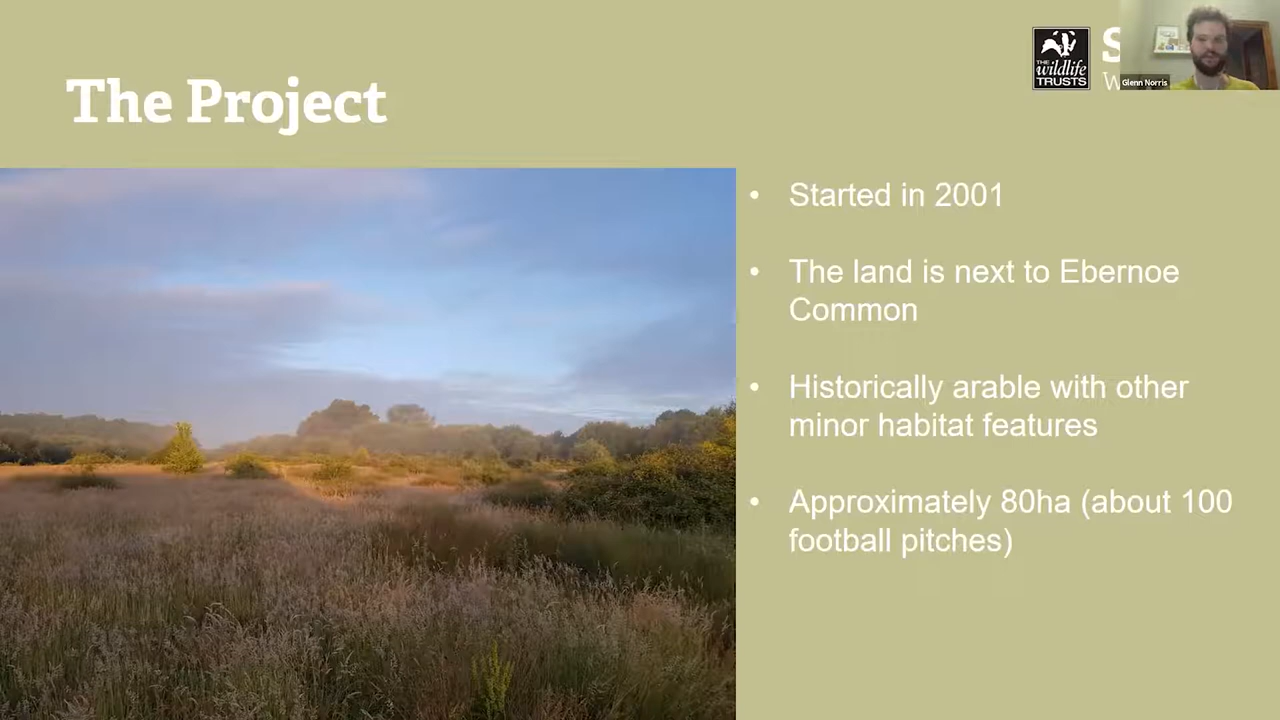 The Project
THE
wildlife
TRUSTS
S
W
Glenn Norris
• Started in 2001
• The land is next to Ebernoe
Common
• Historically arable with other
minor habitat features
• Approximately 80ha (about 100
football pitches)